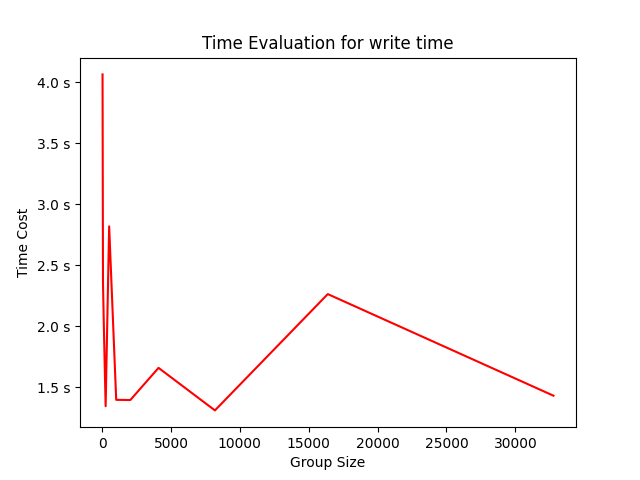 Time Evaluation for write time
4.0 s
3.5 s
3.0 s
2.5 s
2.0 s
1.5 s
Time Cost
0 5000 10000 15000 20000 25000 30000
Group Size